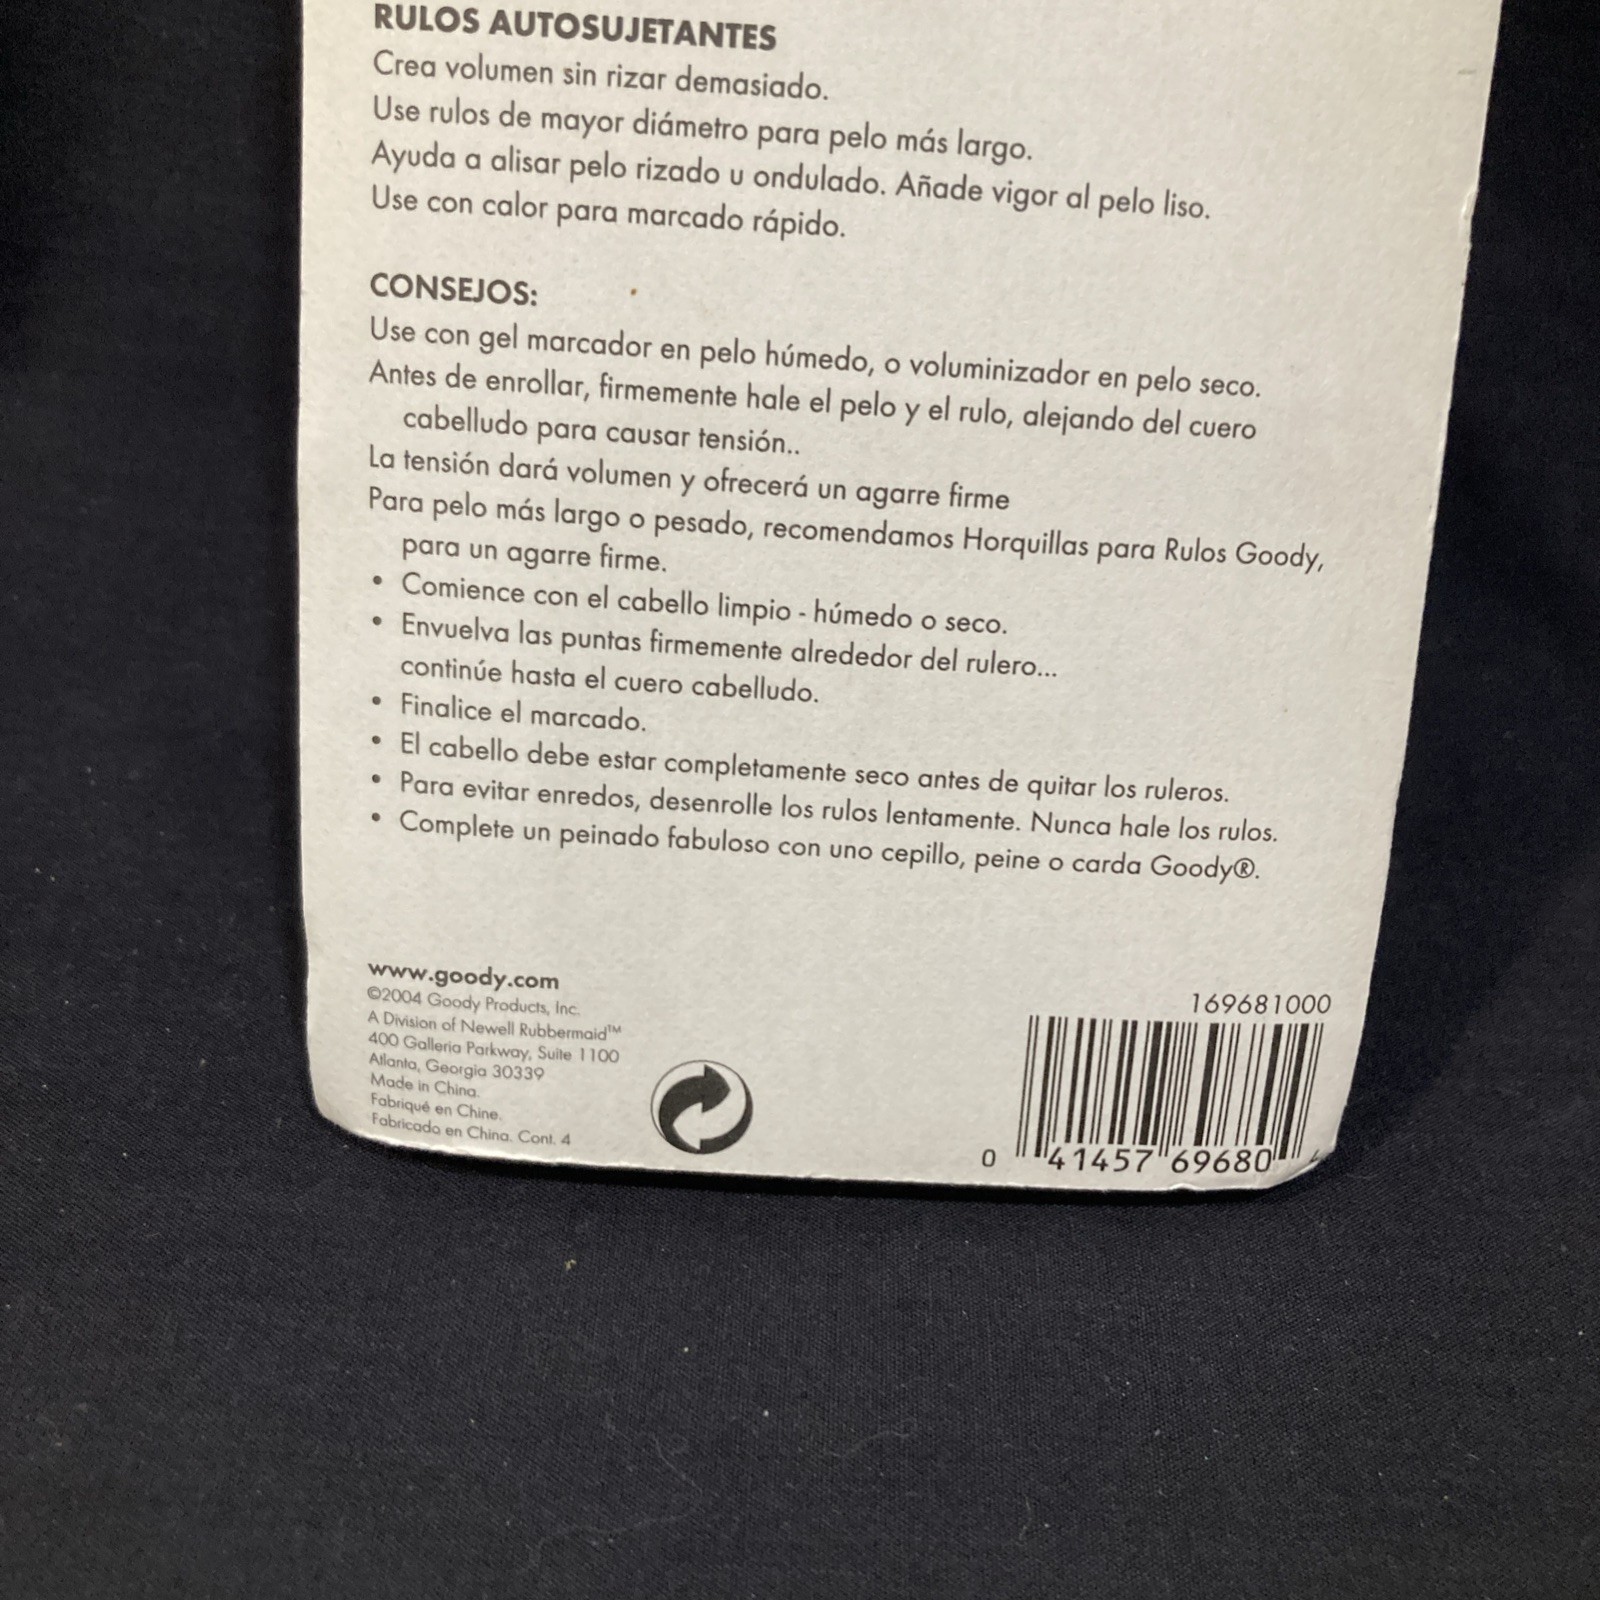 RULOS AUTOSUJETANTES
Crea volumen sin rizar demasiado.
Use rulos de mayor diámetro para pelo más largo.
Ayuda a alisar pelo rizado u ondulado. Añade vigor al pelo liso.
Use con calor para marcado rápido.
CONSEJOS:
Use con gel marcador en pelo húmedo, o voluminizador en pelo seco.
Antes de enrollar, firmemente hale el pelo y el rulo, alejando del cuero
cabelludo para causar tensión..
La tensión dará volumen y ofrecerá un agarre firme
Para pelo más largo o pesado, recomendamos Horquillas para Rulos Goody,
para un agarre firme.
• Comience con el cabello limpio - húmedo o seco.
• Envuelva las puntas firmemente alrededor del rulero...
continúe hasta el cuero cabelludo.
• Finalice el marcado.
• El cabello debe estar completamente seco antes de quitar los ruleros.
• Para evitar enredos, desenrolle los rulos lentamente. Nunca hale los rulos.
• Complete un peinado fabuloso con uno cepillo, peine o carda Goody®.
www.goody.com
©2004 Goody Products, Inc.
A Division of Newell Rubbermaid™
400 Galleria Parkway, Suite 1100
Atlanta, Georgia 30339
Made in China.
Fabriqué en Chine.
Fabricado en China. Cont. 4
169681000
0 41457 69680